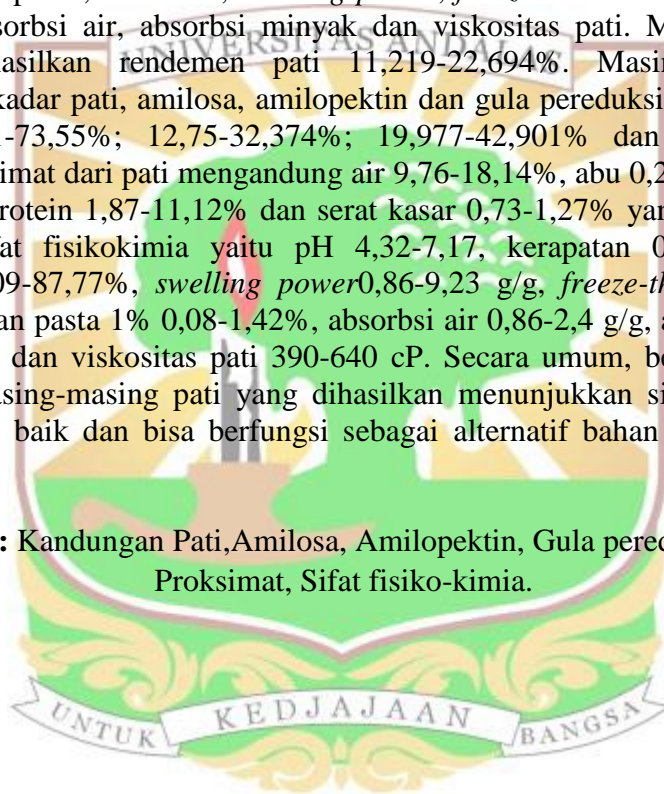 sorbsi air, absorbsi minyak dan viskositas pati. M
UNIVERSITAS ANDALAS
asilkan rendemen pati 11,219-22,694%. Masin
kadar pati, amilosa, amilopektin dan gula pereduksi
-73,55%; 12,75-32,374%; 19,977-42,901% dan
imat dari pati mengandung air 9,76-18,14%, abu 0,2
protein 1,87-11,12% dan serat kasar 0,73-1,27% yan
fat fisikokimia yaitu pH 4,32-7,17, kerapatan 0
09-87,77%, swelling power0,86-9,23 g/g, freeze-th
an pasta 1% 0,08-1,42%, absorbsi air 0,86-2,4 g/g, a
dan viskositas pati 390-640 cP. Secara umum, be
asing-masing pati yang dihasilkan menunjukkan si
baik dan bisa berfungsi sebagai alternatif bahan
: Kandungan Pati,Amilosa, Amilopektin, Gula pered
Proksimat, Sifat fisiko-kimia.
UNTUK KEDJAJAAN BANGSA